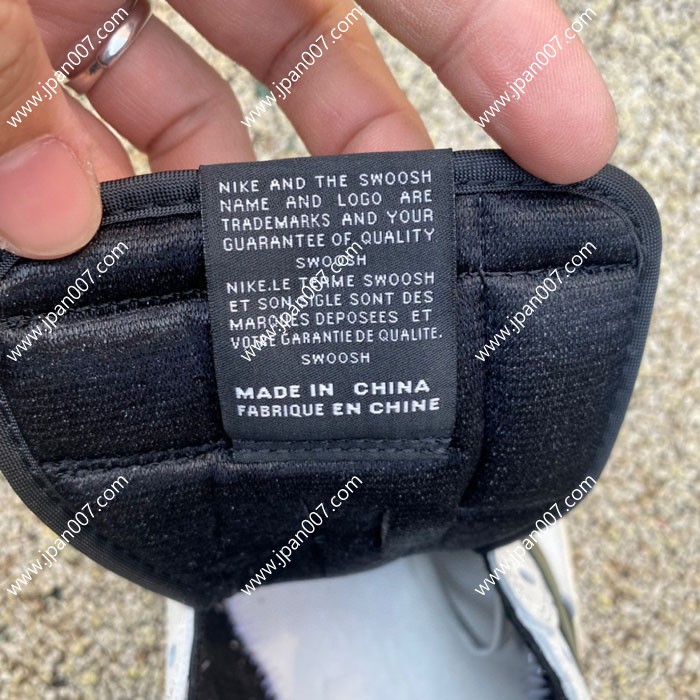 NIKE AND THE SWOOSH
NAME AND LOGO ARE
TRADEMARKS AND YOUR
GUARANTEE OF QUALITY
SWOOSH
NIKE.LE TERME SWOOSH
ET SON SIGLE SONT DES
MARQUES DEPOSEES ET
VOTRE GARANTIE DE QUALITE.
SWOOSH
MADE IN CHINA
FABRIQUE EN CHINE
www.jpan007.com
www.jpan007.com
www.jpan007.com
www.jpan007.com
www.jpan007.com
www.jpan007.com
www.jpan007.com
www.jpan007.com
www.jpan007.com